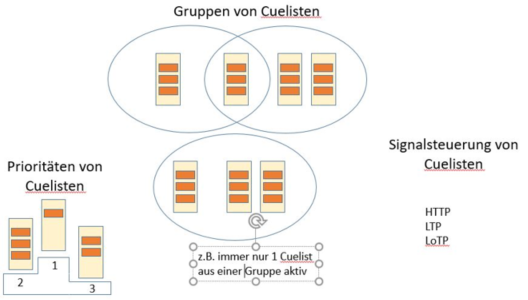 Gruppen von Cuelisten
Signalsteuerung von
Cuelisten
Prioritäten von
Cuelisten
HTTP
LTP
LoTP
z.B. immer nur 1 Cuelist
aus einer Gruppe aktiv
1
2
3